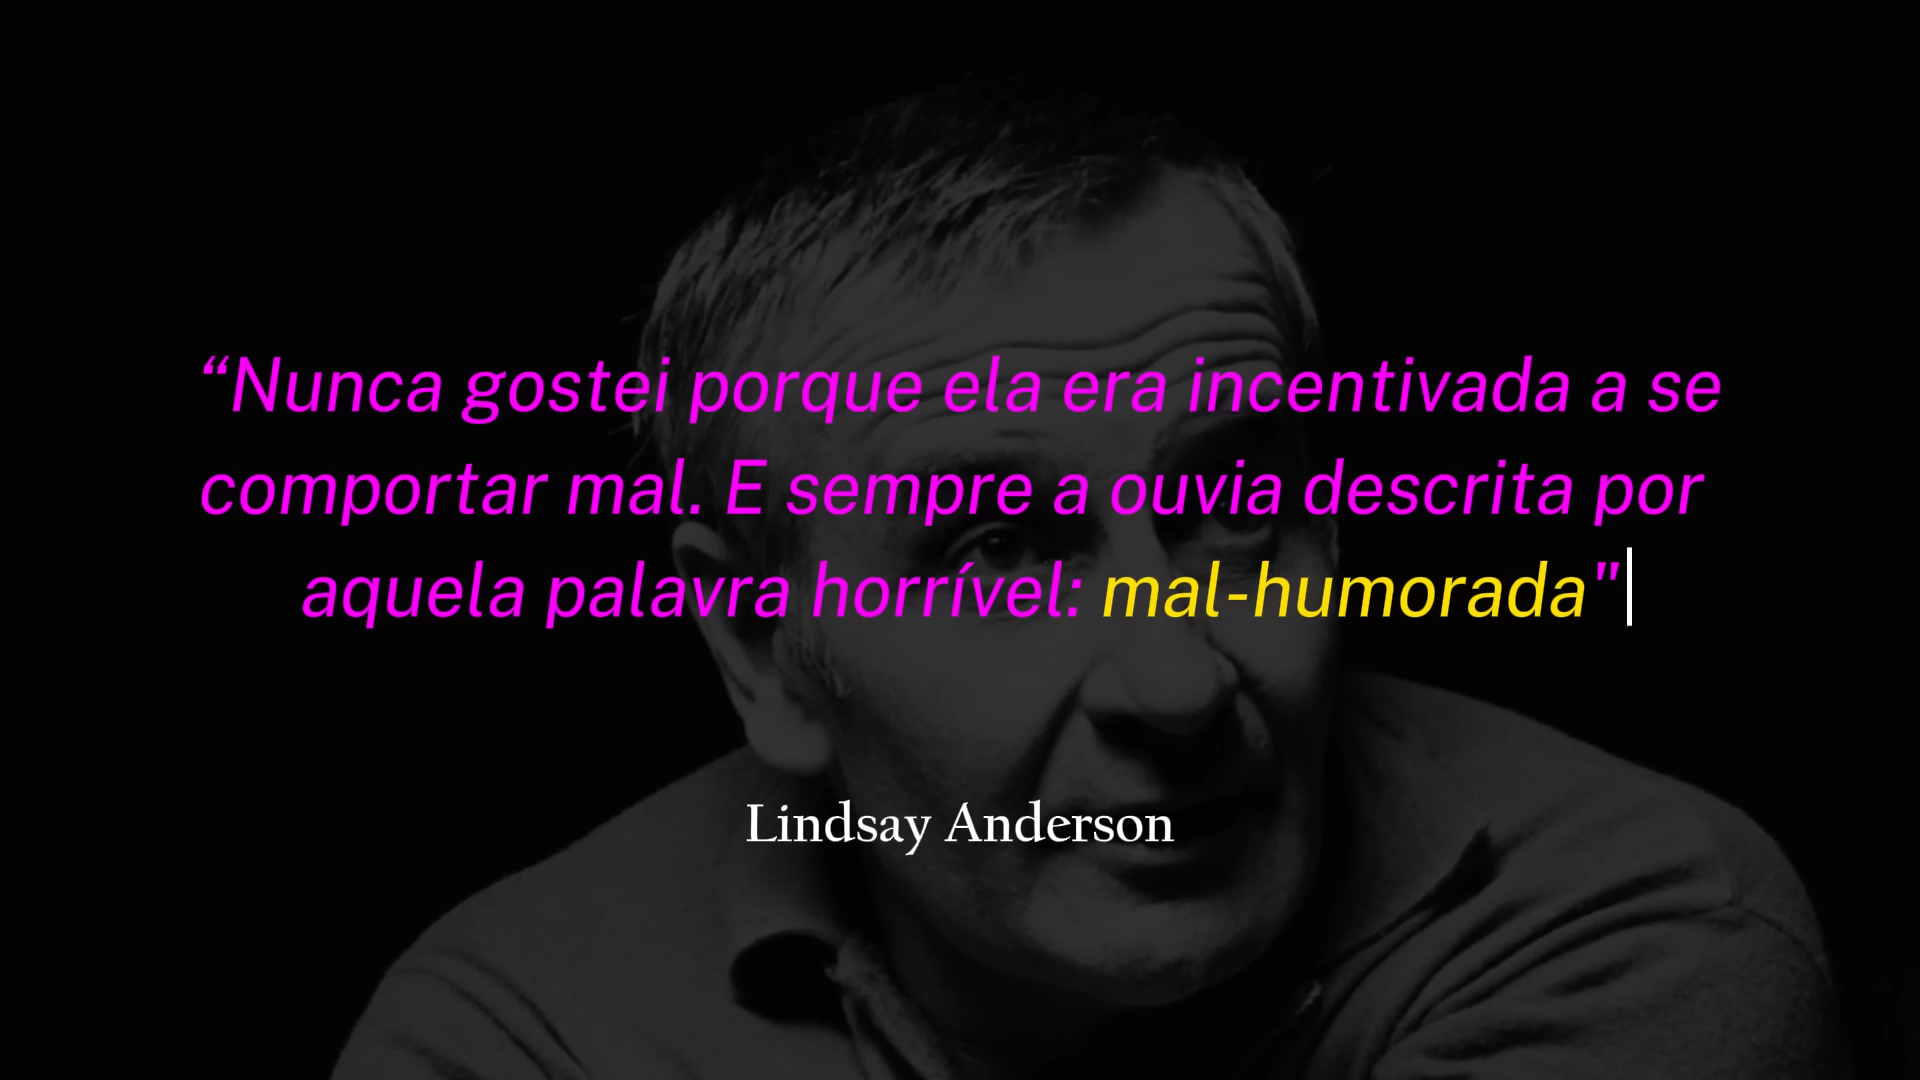 “Nunca gostei porque ela era incentivada a se
comportar mal. E sempre a ouvia descrita por
aquela palavra horrível: mal-humorada"
Lindsay Anderson